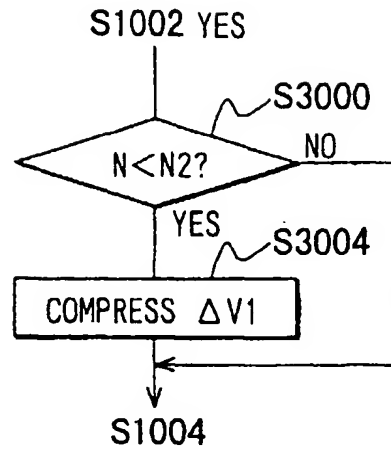 S1002 YES
S3000
N<N2?
NO
YES
S3004
COMPRESS ΔV1
S1004